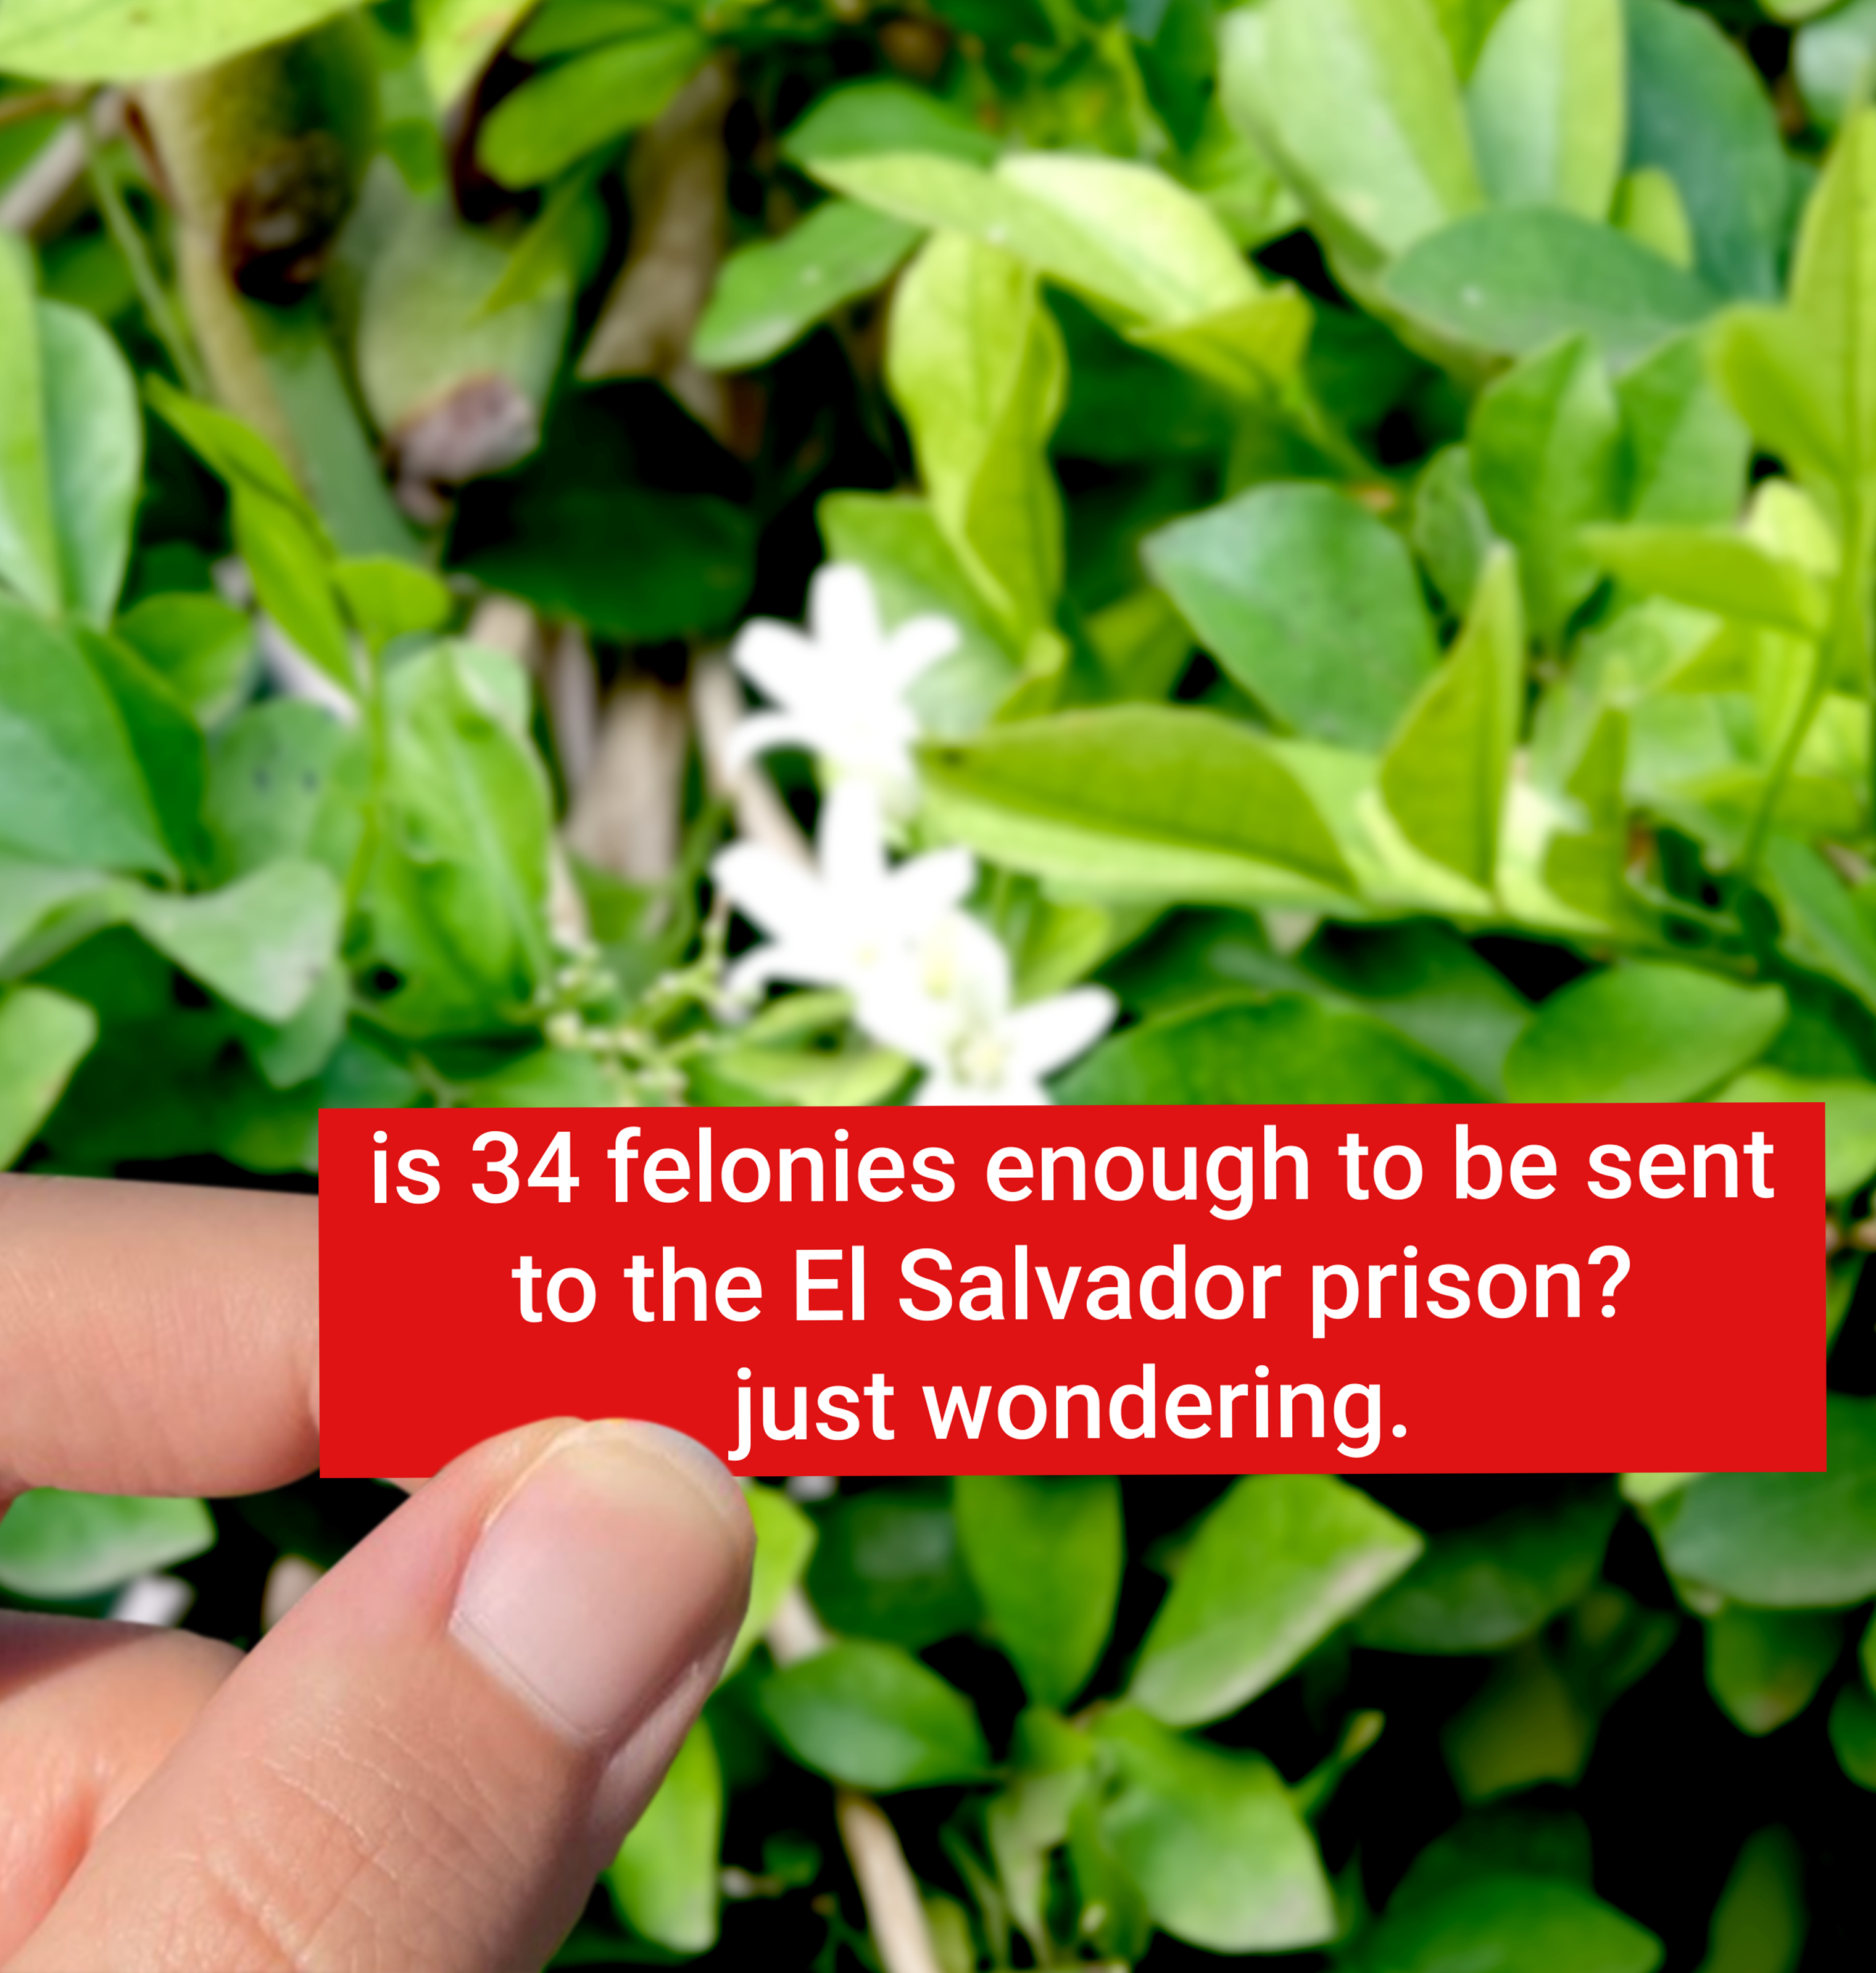 is 34 felonies enough to be sent
to the El Salvador prison?
just wondering.